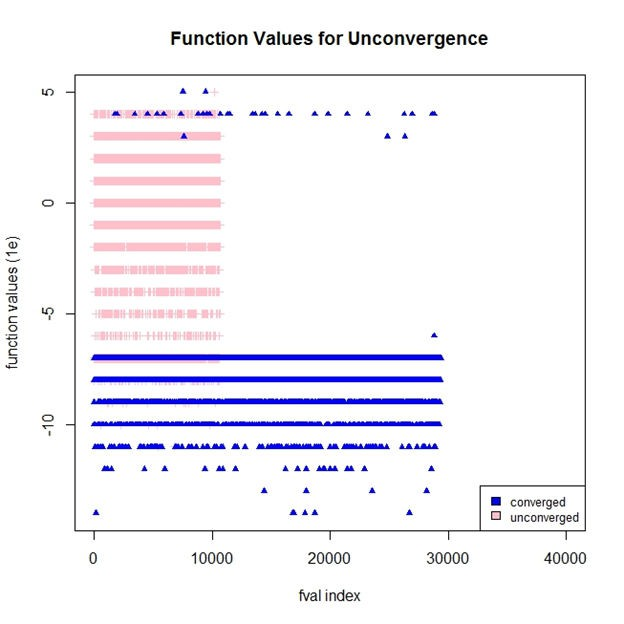 Function Values for Unconvergence
function values (1e)
5
0
-5
-10
converged
unconverged
0 10000 20000 30000 40000
fval index